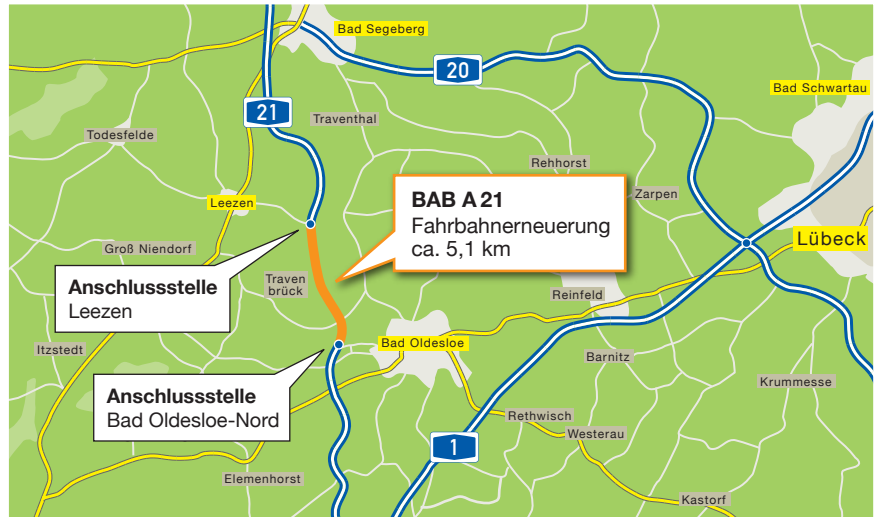 Bad Segeberg
20
Bad Schwartau
21
Traventhal
Todesfelde
Rehhorst
BAB A 21
Fahrbahnerneuerung
ca. 5,1 km
Zarpen
Leezen
Lübeck
Groß Niendorf
Anschlussstelle
Leezen
Traven
brück
Reinfeld
Itzstedt
Bad Oldesloe
Barnitz
Krummesse
Anschlussstelle
Bad Oldesloe-Nord
Rethwisch
Westerau
1
Elemenhorst
Kastorf